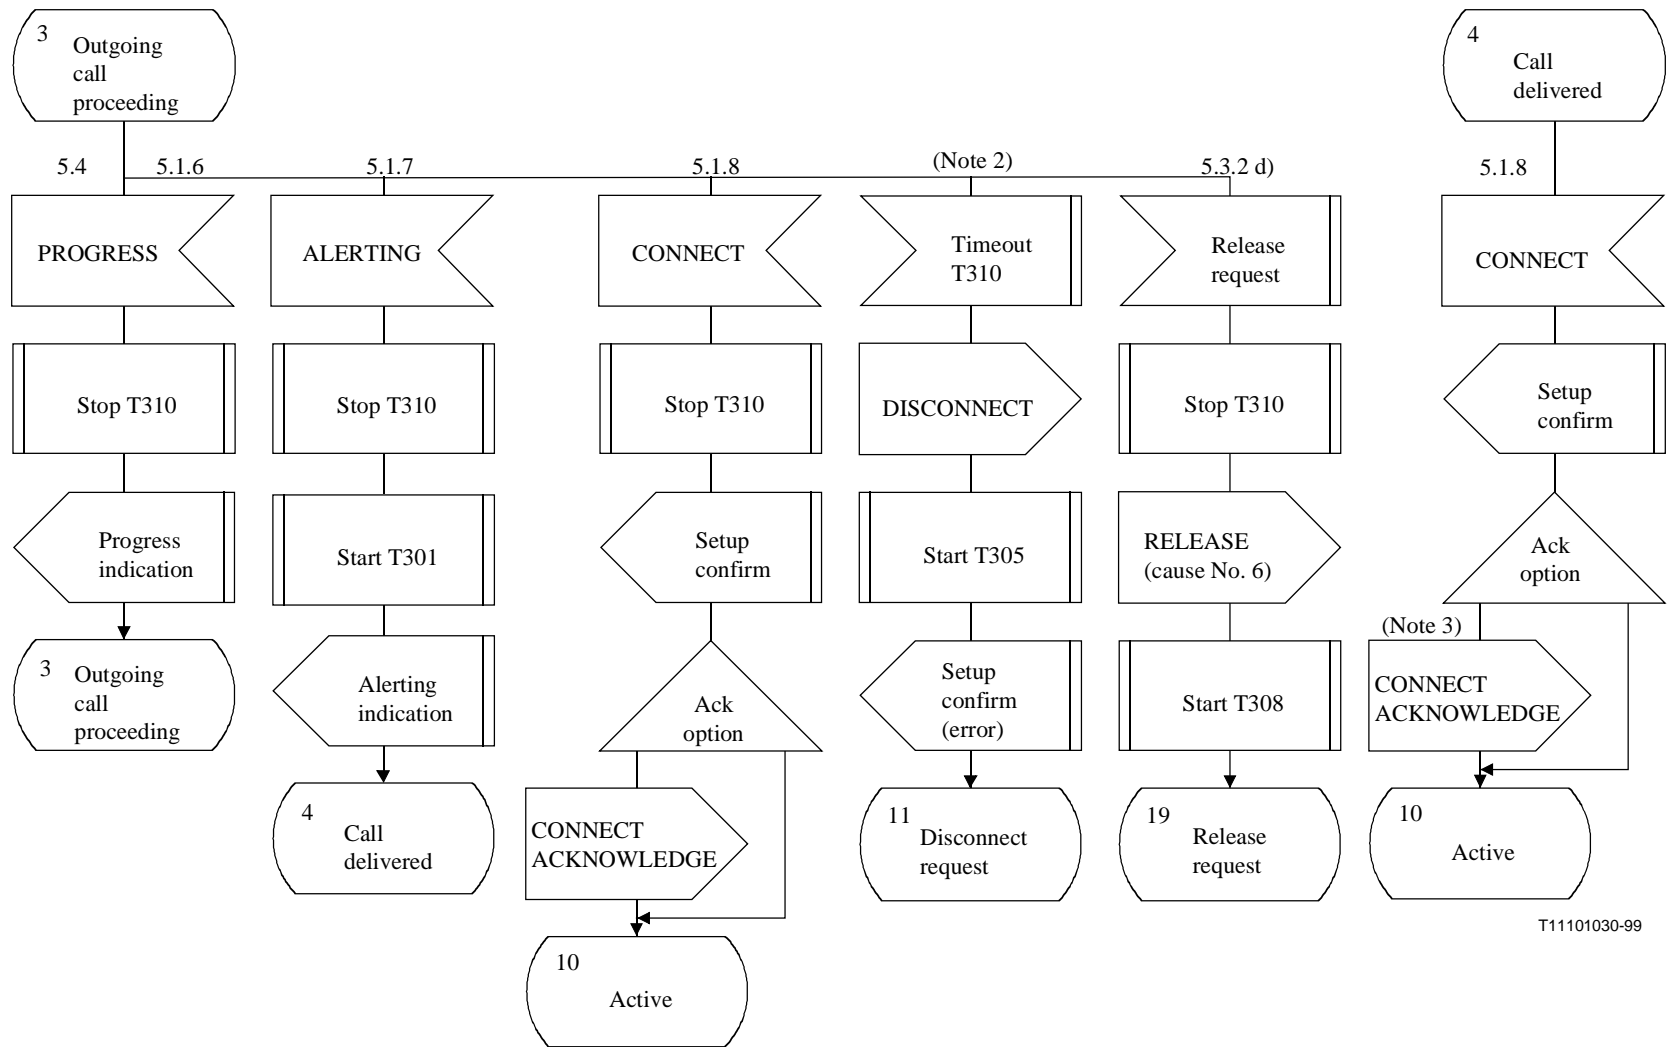 3
Outgoing
call
proceeding
4
Call
delivered
5.4
5.1.6
5.1.7
5.1.8
(Note 2)
5.3.2 d)
5.1.8
PROGRESS
ALERTING
CONNECT
Timeout
T310
Release
request
CONNECT
Stop T310
Stop T310
Stop T310
DISCONNECT
Stop T310
Setup
confirm
Progress
indication
Start T301
Setup
confirm
Start T305
RELEASE
(cause No. 6)
Ack
option
(Note 3)
3
Outgoing
call
proceeding
Alerting
indication
Ack
option
Setup
confirm
(error)
Start T308
CONNECT
ACKNOWLEDGE
4
Call
delivered
CONNECT
ACKNOWLEDGE
11
Disconnect
request
19
Release
request
10
Active
T11101030-99
10
Active